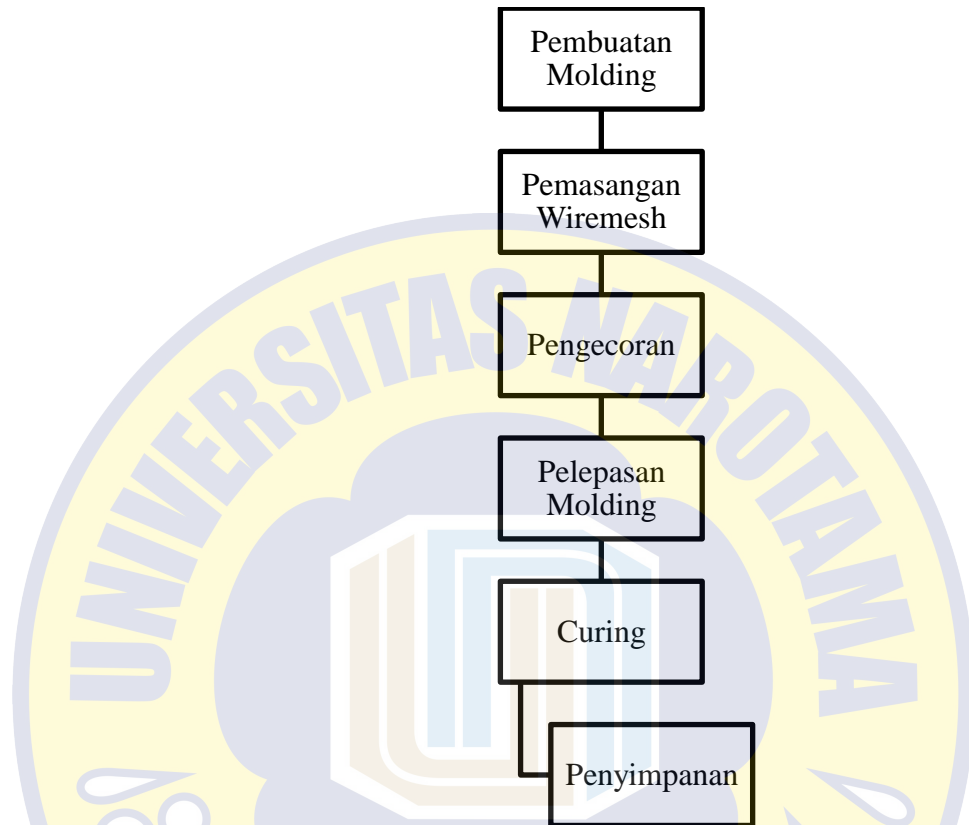 Pembuatan
Molding
Pemasangan
Wiremesh
UNIVERSITAS NAROTAMA
Pengecoran
Pelepasan
Molding
Curing
Penyimpanan